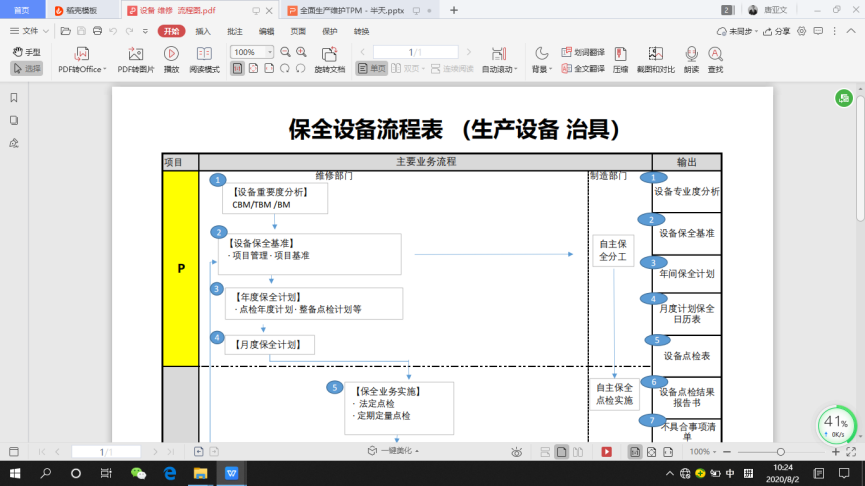 首页
稻壳模板
设备 维修 流程图.pdf
全面生产维护TPM - 半天.pptx
+
2
唐亚文
文件
开始
插入
批注
编辑
页面
保护
转换
未同步
分享
手型
选择
PDF转Office
PDF转图片
播放
阅读模式
100%
旋转文档
1/1
单页
双页
连续阅读
自动滚动
背景
划词翻译
全文翻译
压缩
截图和对比
朗读
查找
保全设备流程表 （生产设备 治具）
项目
主要业务流程
输出
维修部门
制造部门
P
1
【设备重要度分析】
CBM/TBM /BM
2
【设备保全基准】
· 项目管理 · 项目基准
3
【年度保全计划】
· 点检年度计划 · 整备点检计划等
4
【月度保全计划】
5
【保全业务实施】
· 法定点检
· 定期定量点检
自主保
全分工
自主保全
点检实施
1
设备专业度分析
2
设备保全基准
3
年间保全计划
4
月度计划保全
日历表
5
设备点检表
6
设备点检结果
报告书
7
不具合事项清
单
41%
0K/s
1/1
一键美化
100%
中
10:24
2020/8/2